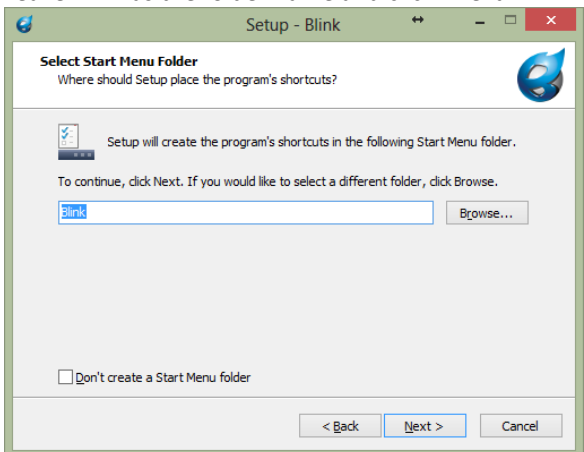 Setup - Blink
Select Start Menu Folder
Where should Setup place the program's shortcuts?
Setup will create the program's shortcuts in the following Start Menu folder.
To continue, click Next. If you would like to select a different folder, click Browse.
Blink
Browse...
Don't create a Start Menu folder
< Back
Next >
Cancel